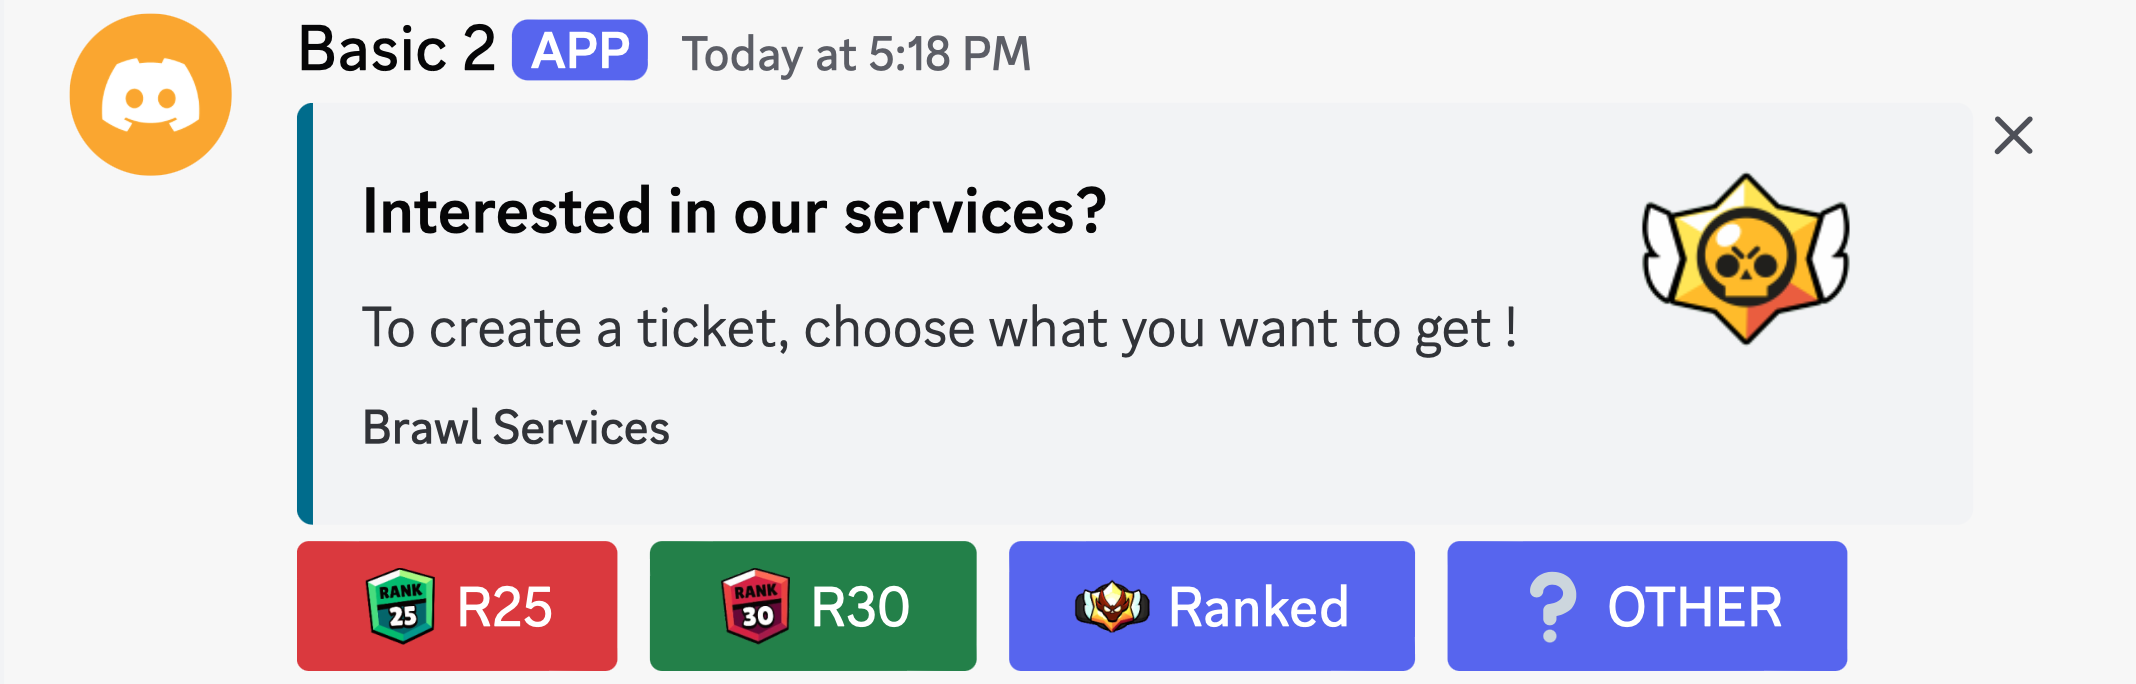 Basic 2 APP Today at 5:18 PM
Interested in our services?
To create a ticket, choose what you want to get !
Brawl Services
RANK 25 R25
RANK 30 R30
Ranked
? OTHER